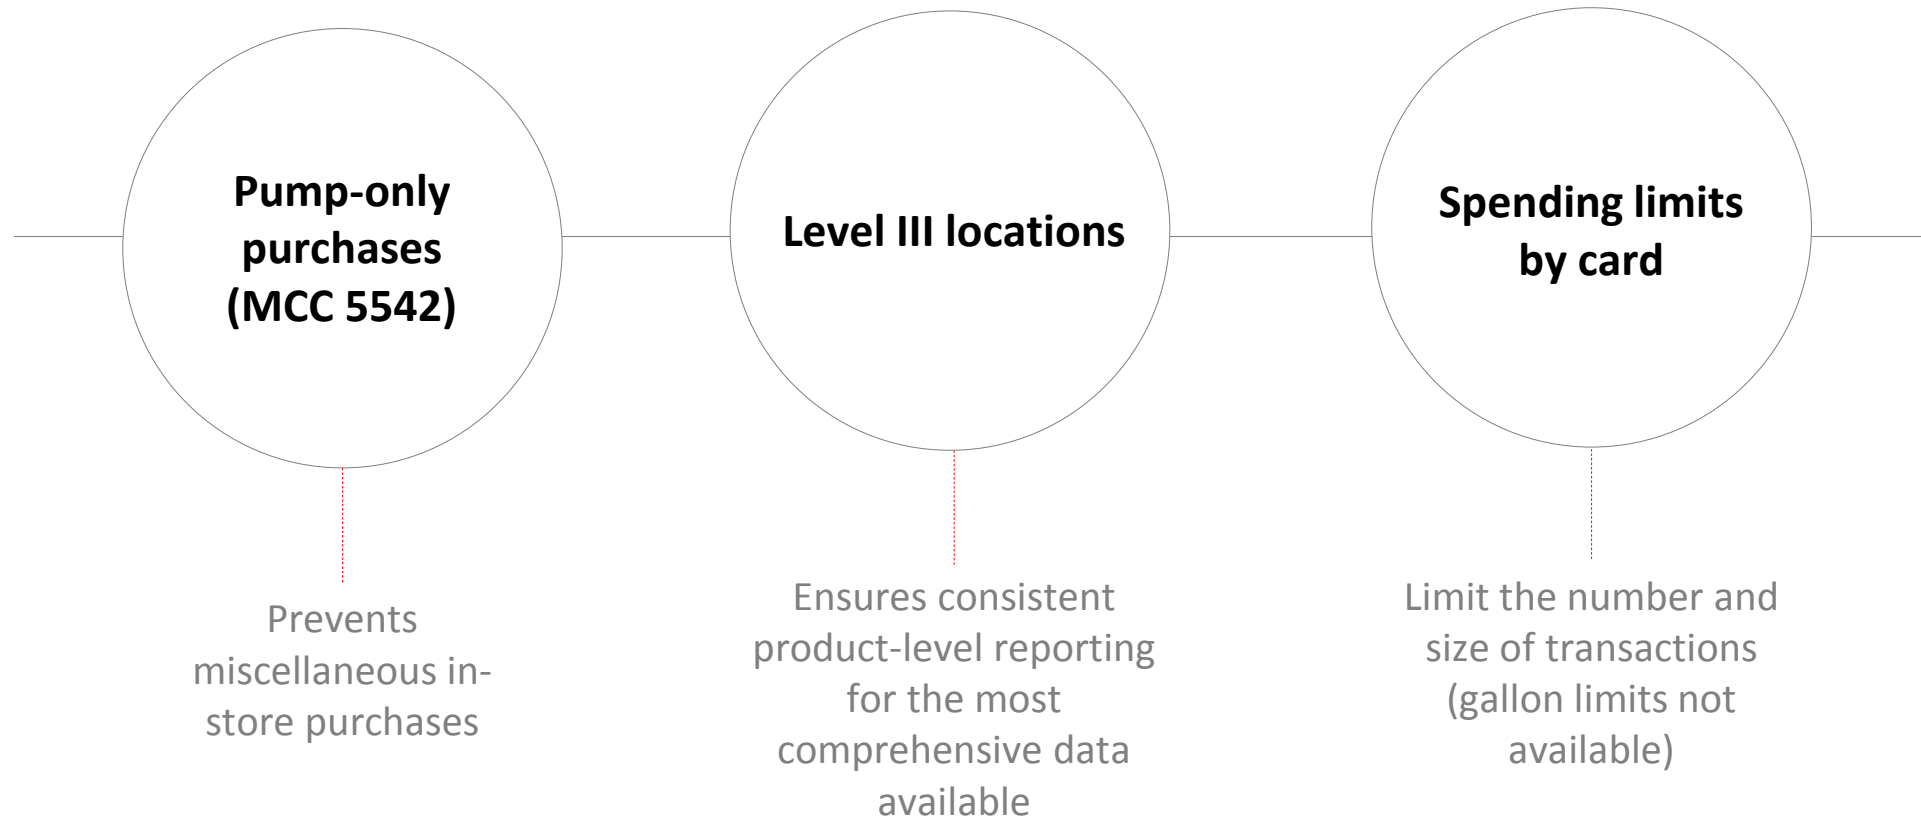 Pump-only
purchases
(MCC 5542)
Level III locations
Spending limits
by card
Prevents
miscellaneous in-
store purchases
Ensures consistent
product-level reporting
for the most
comprehensive data
available
Limit the number and
size of transactions
(gallon limits not
available)